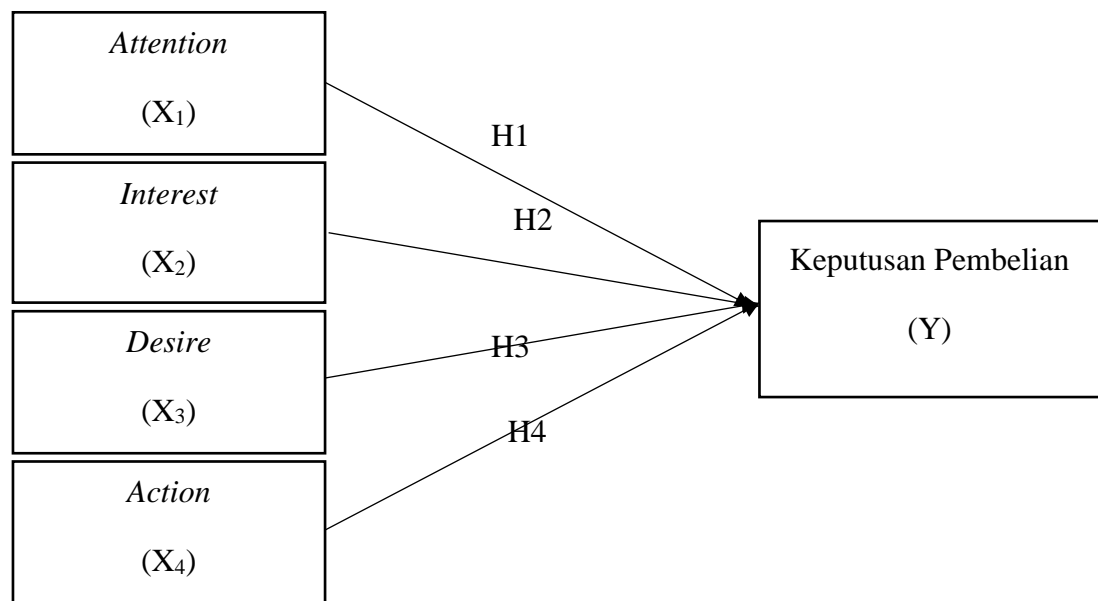 Attention
(X₁)
H1
Interest
(X₂)
H2
Keputusan Pembelian
(Y)
Desire
(X₃)
H3
Action
(X₄)
H4